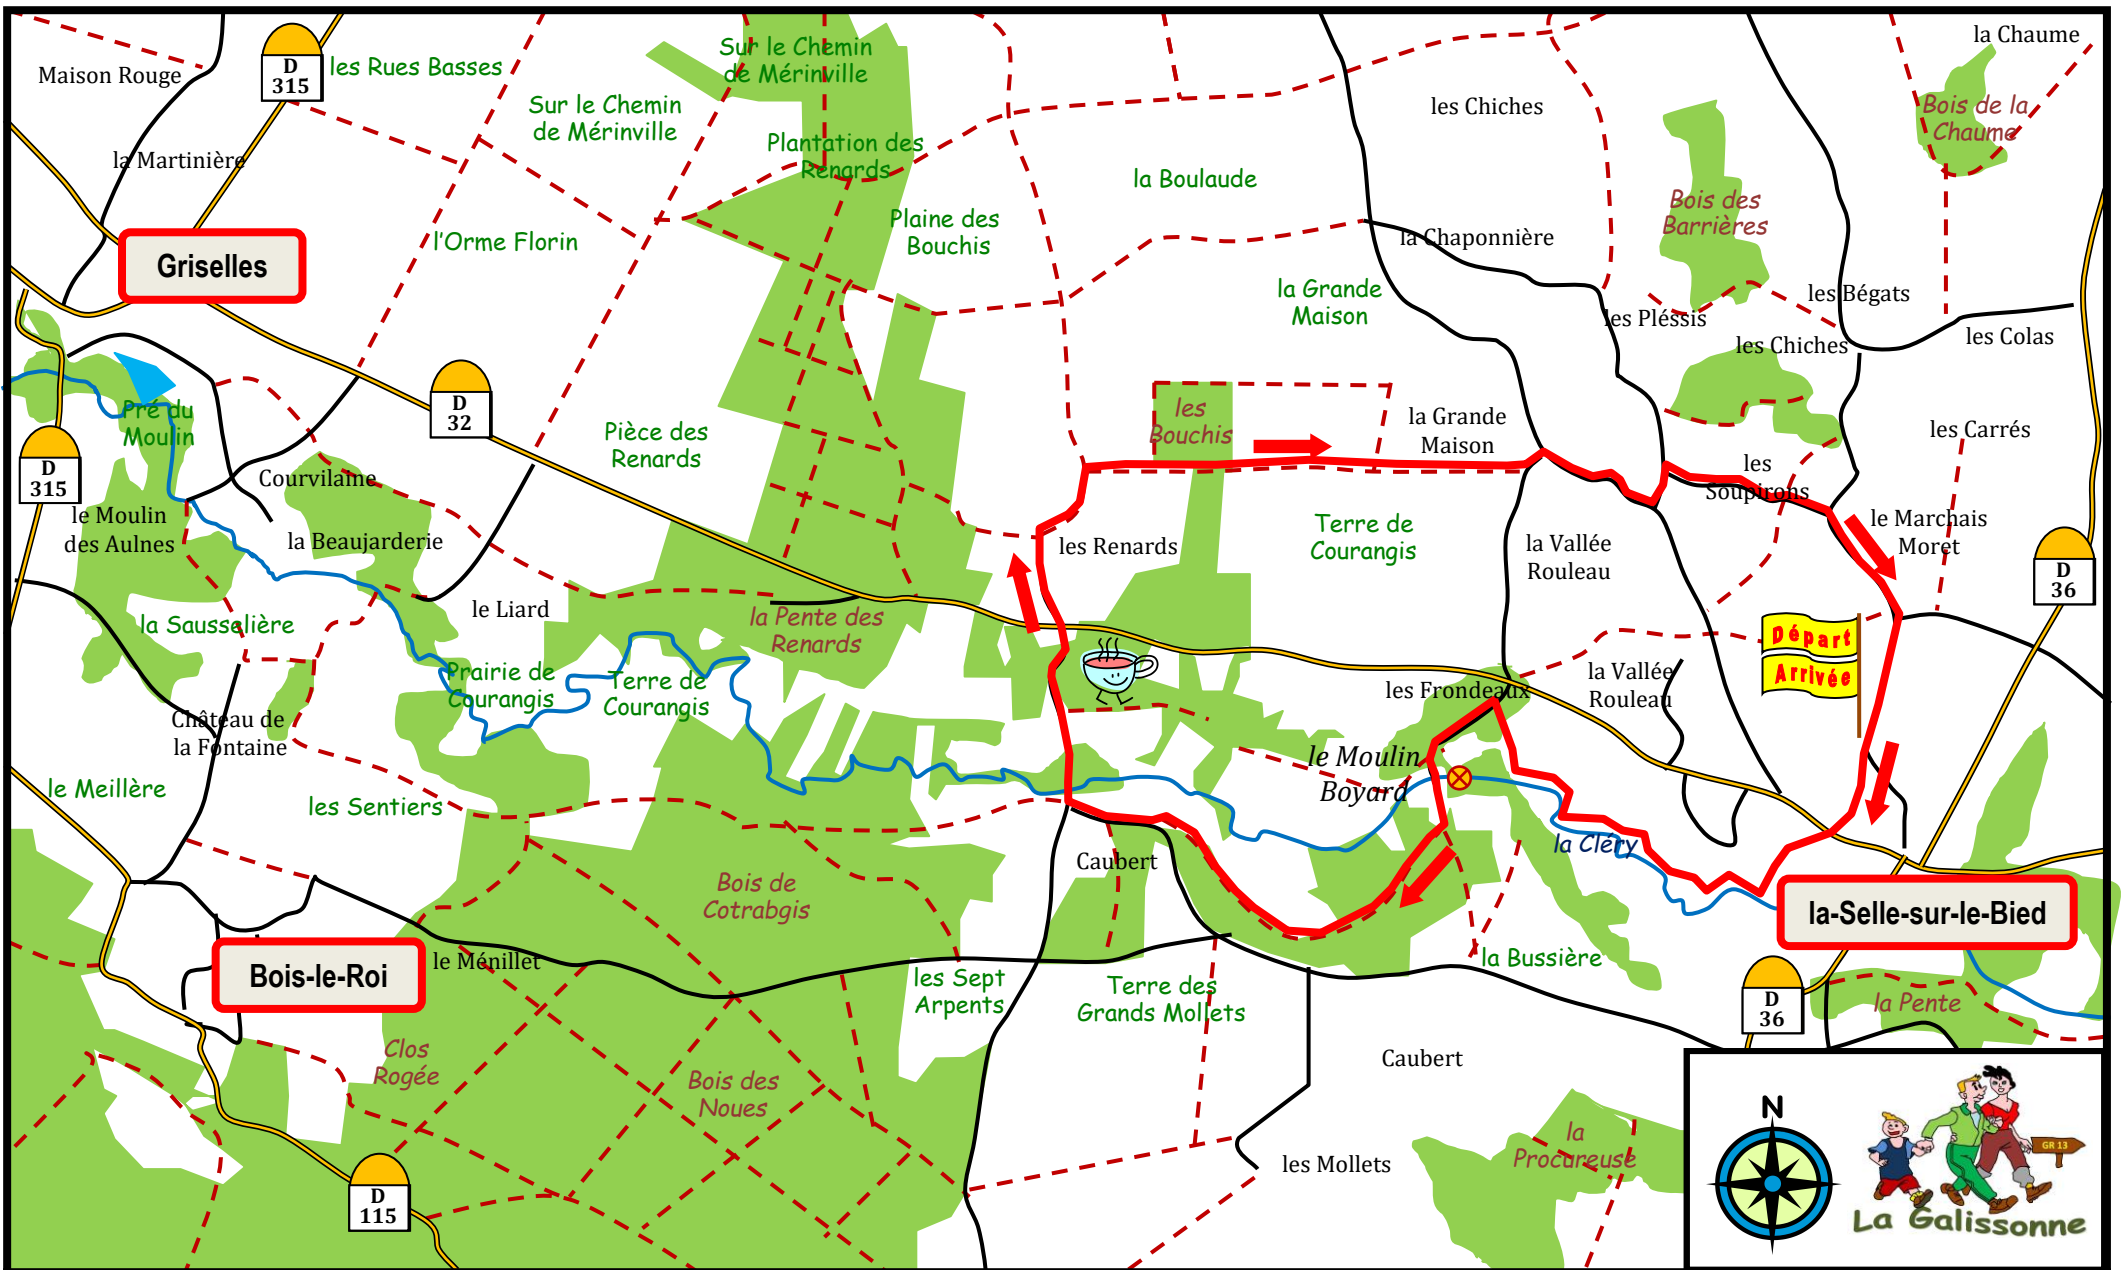 la Chaume
Sur le Chemin
de Mérinville
Maison Rouge
D
315
les Rues Basses
Sur le Chemin
de Mérinville
les Chiches
Bois de la
Chaume
la Martinière
Plantation des
Renards
la Boulaude
Bois des
Barrières
Plaine des
Bouchis
l'Orme Florin
la Chaponnière
Griselles
la Grande
Maison
les Bégats
les Pléssis
les Chiches
les Colas
D
32
Pré du
Moulin
les
Bouchis
la Grande
Maison
les Carrés
Pièce des
Renards
D
315
Courvilaine
les
Soupirons
le Moulin
des Aulnes
la Beaujarderie
les Renards
Terre de
Courangis
la Vallée
Rouleau
le Marchais
Moret
D
36
la Sausselière
le Liard
la Pente des
Renards
Départ
Arrivée
Prairie de
Courangis
Terre de
Courangis
les Frondeaux
la Vallée
Rouleau
Château de
la Fontaine
le Moulin
Boyard
le Meillère
les Sentiers
la Cléry
Caubert
Bois de
Cotrabgis
la-Selle-sur-le-Bied
Bois-le-Roi
le Ménillet
les Sept
Arpents
Terre des
Grands Mollets
la Bussière
D
36
la Pente
Clos
Rogée
Bois des
Noues
Caubert
la
Procureuse
les Mollets
D
115
N
GR 13
La Galissonne